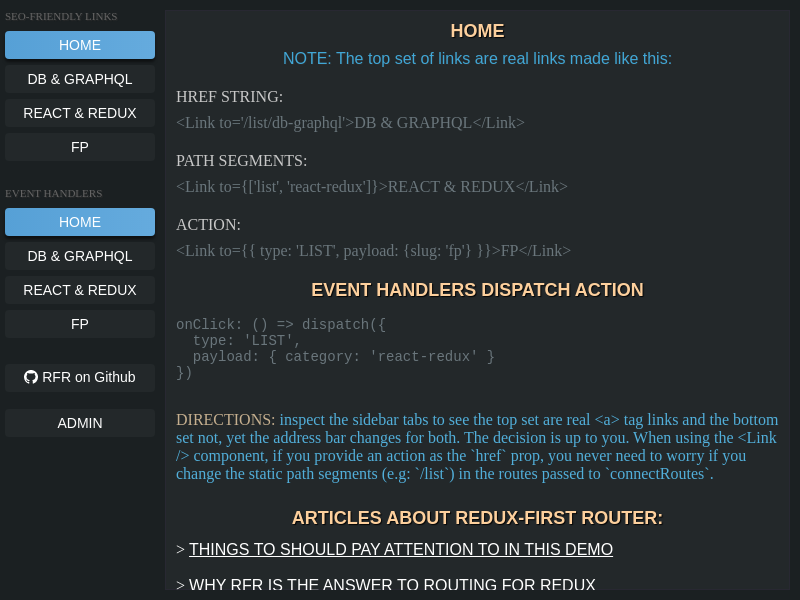 SEO-FRIENDLY LINKS
HOME
DB & GRAPHQL
REACT & REDUX
FP
EVENT HANDLERS
HOME
DB & GRAPHQL
REACT & REDUX
FP
RFR on Github
ADMIN
HOME
NOTE: The top set of links are real links made like this:
HREF STRING:
<Link to='/list/db-graphql'>DB & GRAPHQL</Link>
PATH SEGMENTS:
<Link to={['list', 'react-redux']}>REACT & REDUX</Link>
ACTION:
<Link to={{ type: 'LIST', payload: {slug: 'fp'} }}>FP</Link>
EVENT HANDLERS DISPATCH ACTION
onClick: () => dispatch({
  type: 'LIST',
  payload: { category: 'react-redux' }
})
DIRECTIONS: inspect the sidebar tabs to see the top set are real <a> tag links and the bottom
set not, yet the address bar changes for both. The decision is up to you. When using the <Link
/> component, if you provide an action as the `href` prop, you never need to worry if you
change the static path segments (e.g: `/list`) in the routes passed to `connectRoutes`.
ARTICLES ABOUT REDUX-FIRST ROUTER:
> THINGS TO SHOULD PAY ATTENTION TO IN THIS DEMO
> WHY RFR IS THE ANSWER TO ROUTING FOR REDUX